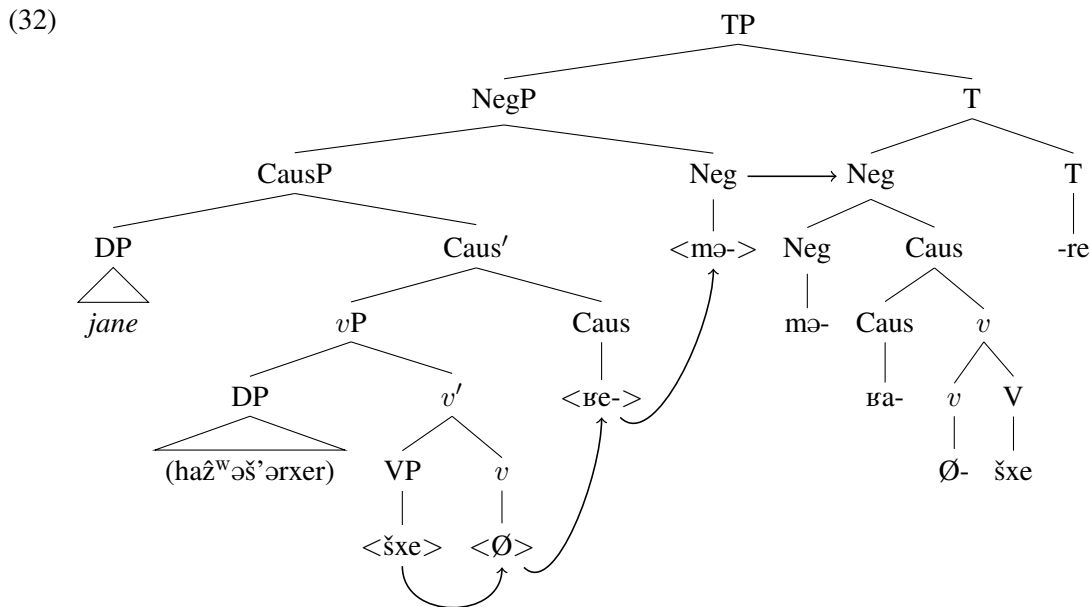 (32)
TP
NegP T
CausP Neg Neg T
DP Caus′ <mə-> Neg Caus -re
jane vP Caus mə- Caus v
DP v′ <ʁe-> ʁa- v V
(haẑʷəš’ərxer) VP v Ø- šxe
<šxe> <Ø>